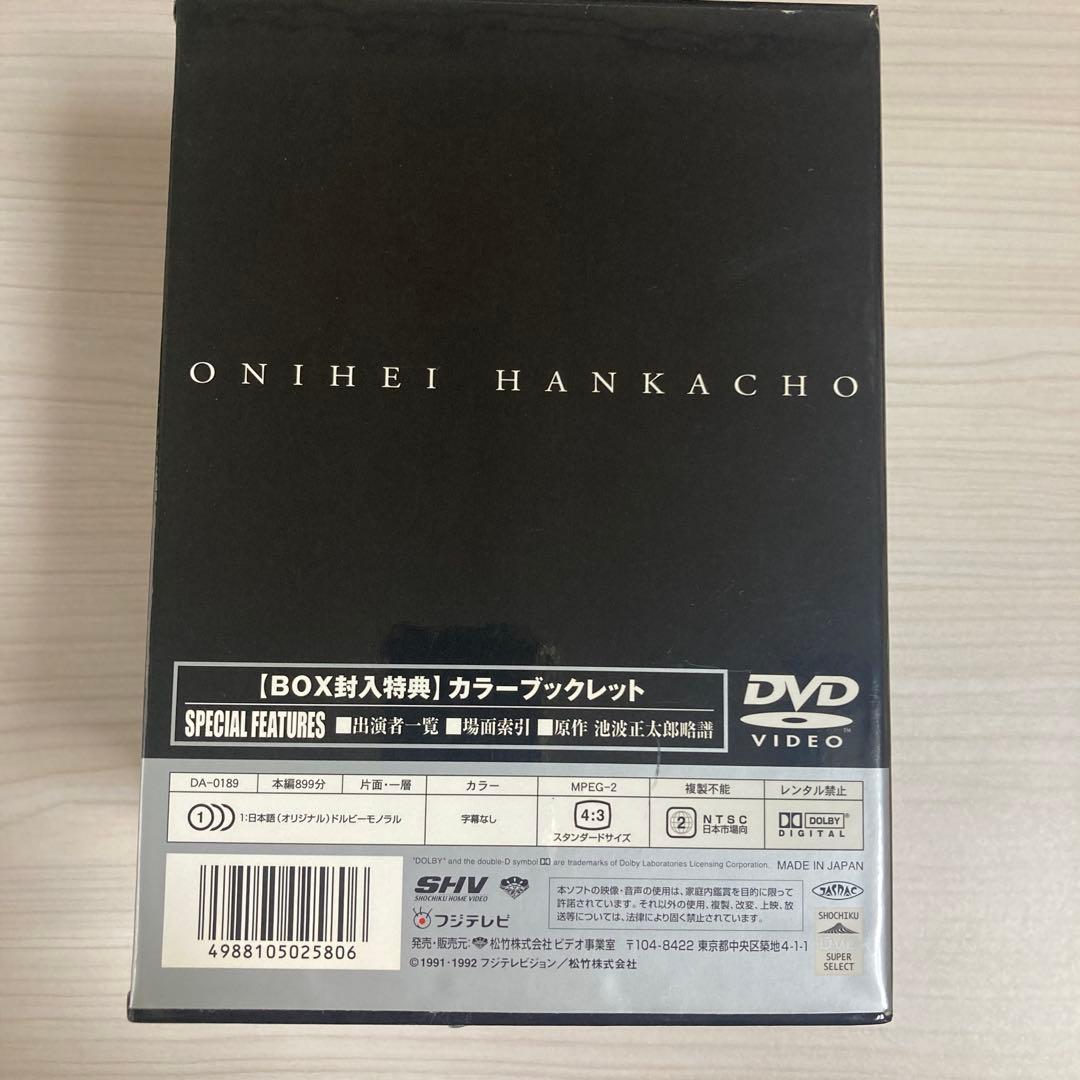 ONIHEI HANKACHO
【BOX封入特典】カラーブックレット
SPECIAL FEATURES ■出演者一覧 ■場面索引 ■原作 池波正太郎略譜
DVD
VIDEO
DA-0189 本編899分 片面・一層 カラー MPEG-2 複製不能 レンタル禁止
1 1:日本語(オリジナル)ドルビーモノラル 字幕なし 4:3 スタンダードサイズ 2 NTSC 日本市場向 DOLBY DIGITAL
"DOLBY" and the double-D symbol are trademarks of Dolby Laboratories Licensing Corporation. MADE IN JAPAN
SHV
SHOCHIKU HOME VIDEO
フジテレビ
本ソフトの映像・音声の使用は、家庭内鑑賞を目的に限って
許諾されています。それ以外の使用、複製、改変、上映、放
送等については、法律により固く禁止されています。
JASRAC
発売・販売元:松竹株式会社 ビデオ事業室 〒104-8422 東京都中央区築地4-1-1
©1991・1992 フジテレビジョン/松竹株式会社
4988105025806
SHOCHIKU
SUPER
SELECT